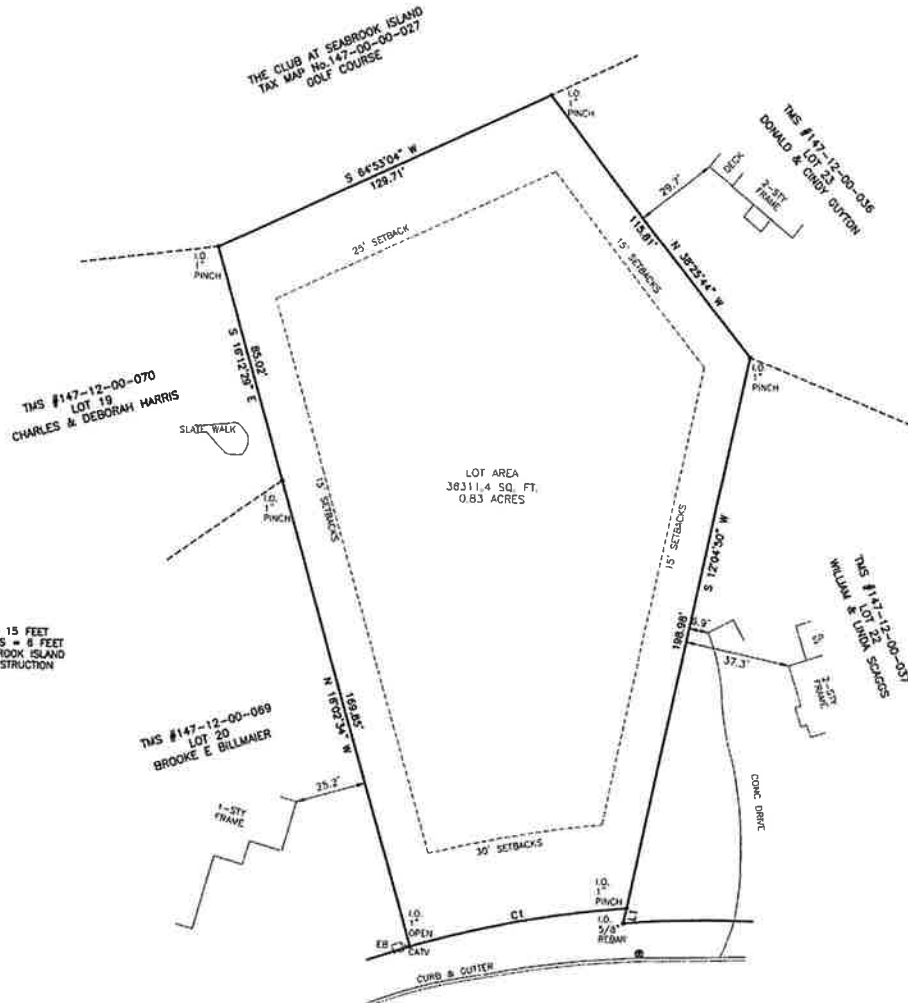 THE CLUB AT SEABROOK ISLAND
TAX MAP No.147-00-00-027
GOLF COURSE
I.O.
1"
PINCH
TMS #147-12-00-036
LOT 23
DONALD & CINDY GUYTON
DECK
2-STY
FRAME
29.7'
S 64°53'04" W
129.71'
25' SETBACK
15' SETBACKS
115.81'
N 38°25'44" W
I.O.
1"
PINCH
I.O.
1"
PINCH
85.02'
S 16°12'29" E
TMS #147-12-00-070
LOT 19
CHARLES & DEBORAH HARRIS
SLATE WALK
I.O.
1"
PINCH
15' SETBACKS
LOT AREA
36311.4 SQ. FT.
0.83 ACRES
15' SETBACKS
S 12°04'50" W
198.98'
TMS #147-12-00-037
LOT 22
WILLIAM & LINDA SCAGGS
37.3'
2-STY
FRAME
15 FEET
S = 6 FEET
ROOK ISLAND
STRUCTION
169.85'
N 16°02'34" W
TMS #147-12-00-069
LOT 20
BROOKE E BILLMAIER
25.2'
1-STY
FRAME
CONC DRIVE
30' SETBACKS
I.O.
1"
PINCH
C1
L1
I.O.
1"
OPEN
I.O.
5/8"
REBAR
EB
CATV
CURB & GUTTER